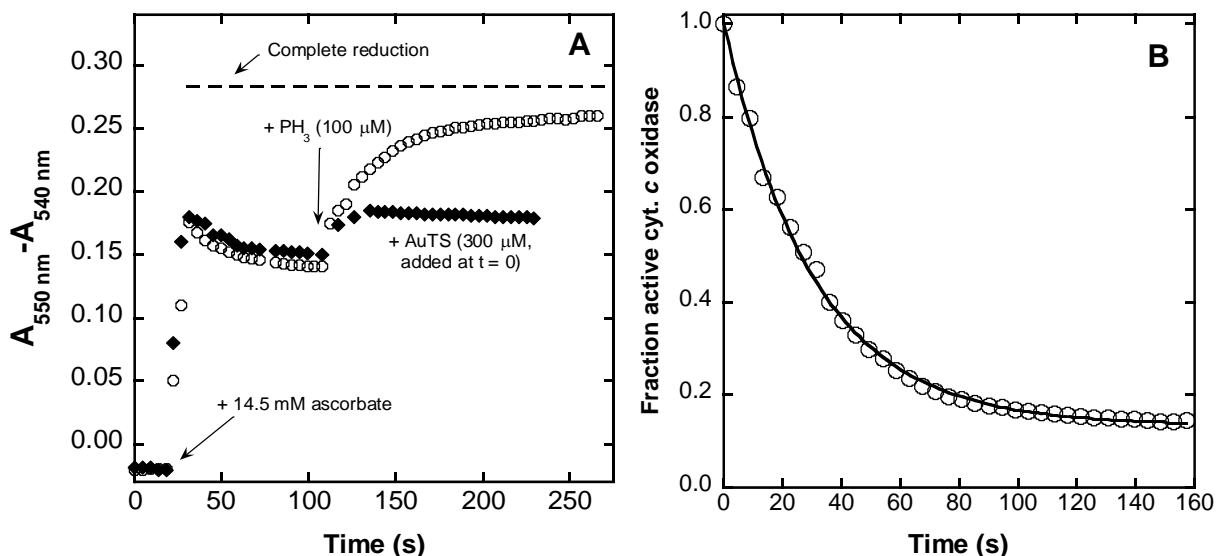 A
Complete reduction
+ PH3 (100 μM)
+ AuTS (300 μM,
added at t = 0)
+ 14.5 mM ascorbate
0.30
0.25
0.20
0.15
0.10
0.05
0.00
A550 nm -A540 nm
0 50 100 150 200 250
Time (s)
B
1.0
0.8
0.6
0.4
0.2
0.0
Fraction active cyt. c oxidase
0 20 40 60 80 100 120 140 160
Time (s)